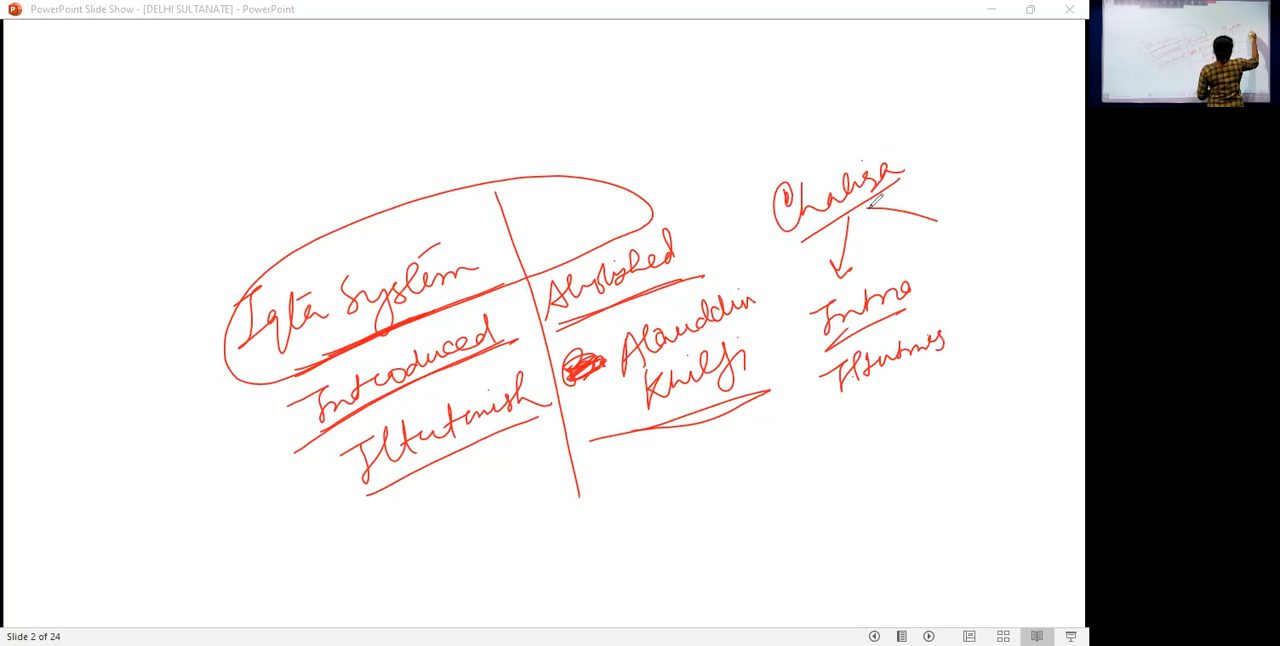 PowerPoint Slide Show - [DELHI SULTANATE] - PowerPoint
Iqta System
Introduced
Iltutmish
Abolished
Alauddin
Khilji
Chalisa
Intro
Iltutmis
Slide 2 of 24